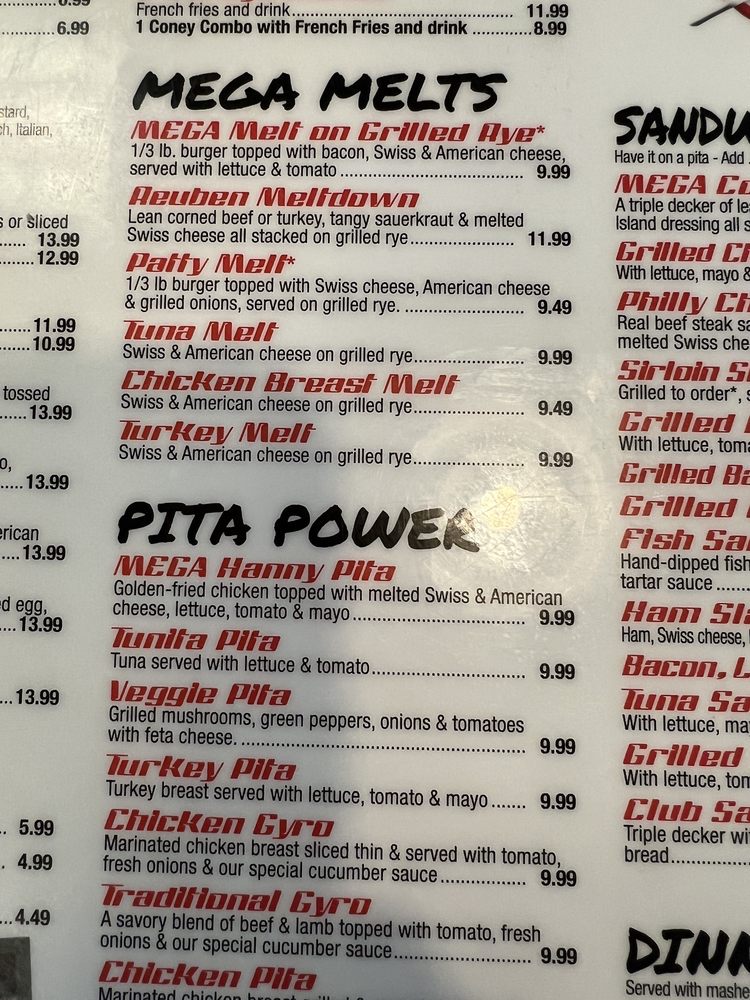 6.99
stard,
ch, Italian,
s or sliced
13.99
12.99
11.99
10.99
tossed
13.99
o,
13.99
erican
13.99
d egg,
13.99
13.99
5.99
4.99
4.49
French fries and drink 11.99
1 Coney Combo with French Fries and drink 8.99
MEGA MELTS
MEGA Melt on Grilled Rye*
1/3 lb. burger topped with bacon, Swiss & American cheese,
served with lettuce & tomato 9.99
Reuben Meltdown
Lean corned beef or turkey, tangy sauerkraut & melted
Swiss cheese all stacked on grilled rye 11.99
Patty Melt*
1/3 lb burger topped with Swiss cheese, American cheese
& grilled onions, served on grilled rye. 9.49
Tuna Melt
Swiss & American cheese on grilled rye 9.99
Chicken Breast Melt
Swiss & American cheese on grilled rye 9.49
Turkey Melt
Swiss & American cheese on grilled rye 9.99
PITA POWER
MEGA Hanny Pita
Golden-fried chicken topped with melted Swiss & American
cheese, lettuce, tomato & mayo 9.99
Tunita Pita
Tuna served with lettuce & tomato 9.99
Veggie Pita
Grilled mushrooms, green peppers, onions & tomatoes
with feta cheese. 9.99
Turkey Pita
Turkey breast served with lettuce, tomato & mayo 9.99
Chicken Gyro
Marinated chicken breast sliced thin & served with tomato,
fresh onions & our special cucumber sauce 9.99
Traditional Gyro
A savory blend of beef & lamb topped with tomato, fresh
onions & our special cucumber sauce 9.99
Chicken Pita
Marinated chicken breast grilled &
SANDW
Have it on a pita - Add
MEGA Co
A triple decker of le
Island dressing all s
Grilled Ch
With lettuce, mayo &
Philly Ch
Real beef steak sa
melted Swiss che
Sirloin S
Grilled to order*, s
Grilled
With lettuce, toma
Grilled Ba
Grilled
Fish Sa
Hand-dipped fish
tartar sauce
Ham Sla
Ham, Swiss cheese,
Bacon, L
Tuna Sa
With lettuce, ma
Grilled
With lettuce, tom
Club Sa
Triple decker wi
bread
DINN
Served with mashe